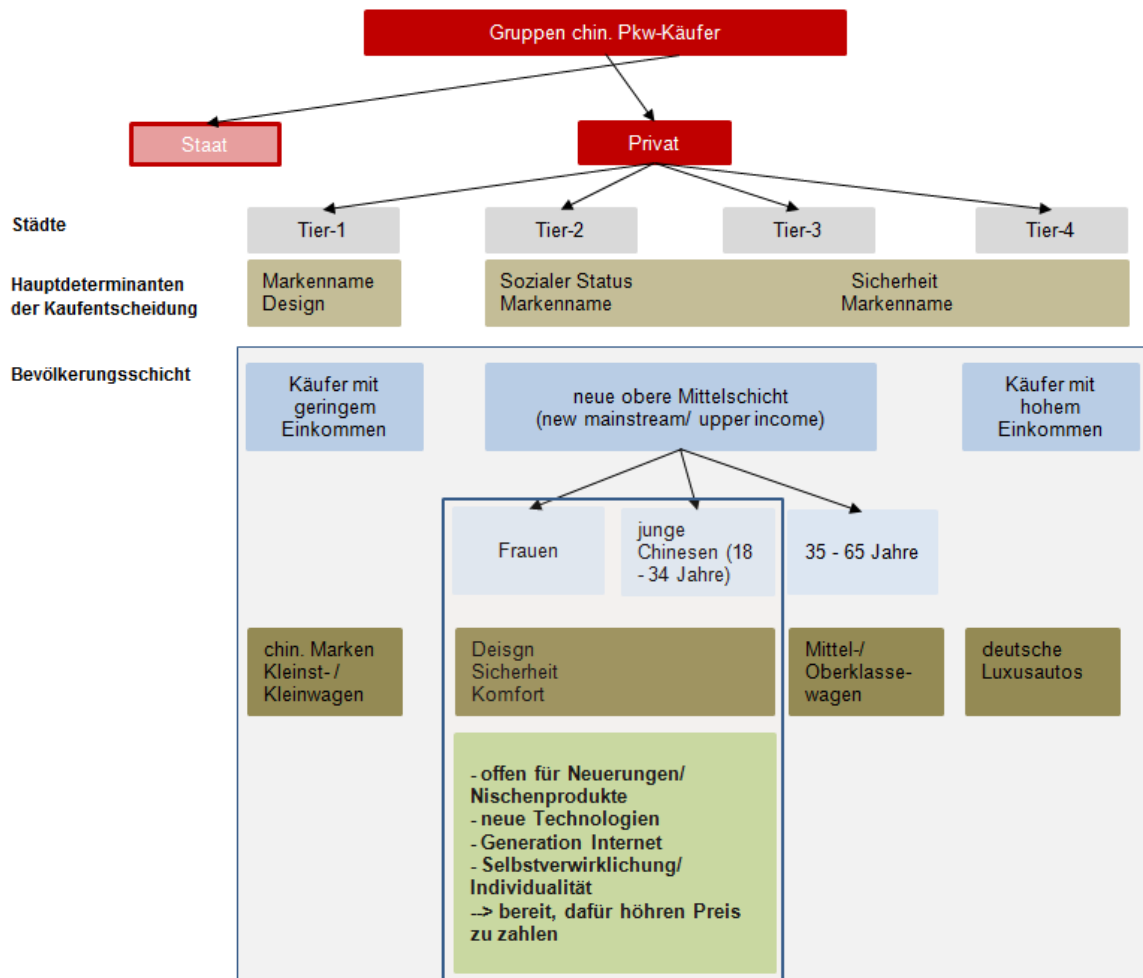 Gruppen chin. Pkw-Käufer
Staat
Privat
Städte
Tier-1
Tier-2
Tier-3
Tier-4
Hauptdeterminanten
der Kaufentscheidung
Markenname
Design
Sozialer Status
Markenname
Sicherheit
Markenname
Bevölkerungsschicht
Käufer mit
geringem
Einkommen
neue obere Mittelschicht
(new mainstream/ upper income)
Käufer mit
hohem
Einkommen
Frauen
junge
Chinesen (18
- 34 Jahre)
35 - 65 Jahre
chin. Marken
Kleinst- /
Kleinwagen
Deisgn
Sicherheit
Komfort
Mittel-/
Oberklasse-
wagen
deutsche
Luxusautos
- offen für Neuerungen/
Nischenprodukte
- neue Technologien
- Generation Internet
- Selbstverwirklichung/
Individualität
--> bereit, dafür höhren Preis
zu zahlen